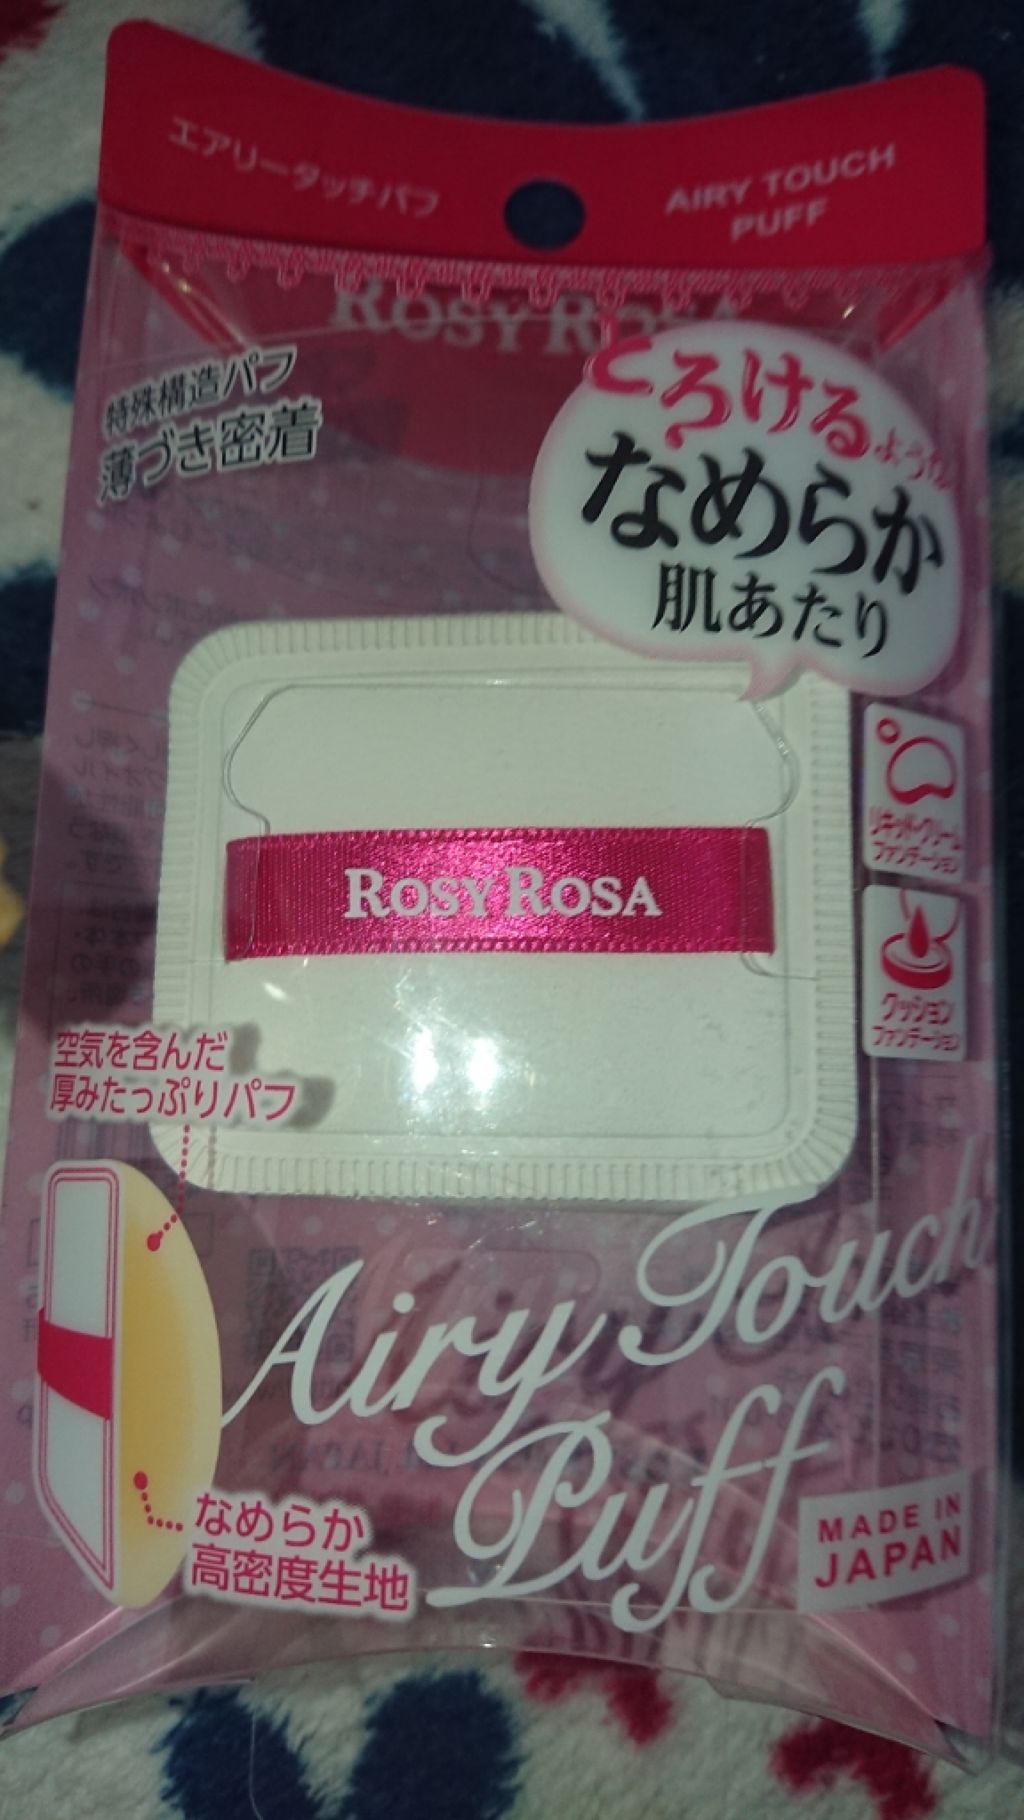 エアリータッチパフ
AIRY TOUCH
PUFF
ROSY ROSA
特殊構造パフ
薄づき密着
とろけるような
なめらか
肌あたり
リキッド・クリーム
ファンデーション
ROSY ROSA
クッション
ファンデーション
空気を含んだ
厚みたっぷりパフ
Airy Touch
Puff
なめらか
高密度生地
MADE IN
JAPAN